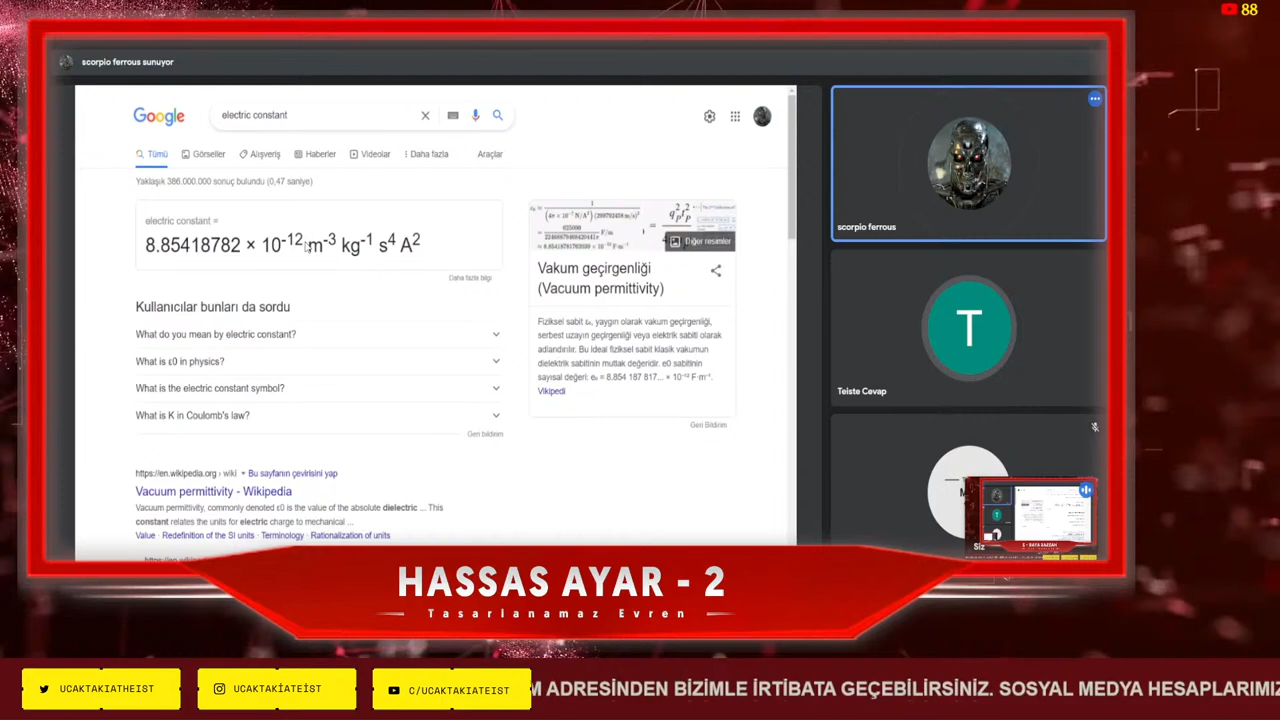 88
scorpio ferrous sunuyor
Google
electric constant
Tümü
Görseller
Alışveriş
Haberler
Videolar
Daha fazla
Araçlar
Yaklaşık 386.000.000 sonuç bulundu (0,47 saniye)
electric constant =
8.85418782 × 10-12 m-3 kg-1 s4 A2
Daha fazla bilgi
Kullanıcılar bunları da sordu
What do you mean by electric constant?
What is ε0 in physics?
What is the electric constant symbol?
What is K in Coulomb's law?
Geri bildirim
https://en.wikipedia.org › wiki
Bu sayfanın çevirisini yap
Vacuum permittivity - Wikipedia
Vacuum permittivity, commonly denoted ε0 is the value of the absolute dielectric ... This
constant relates the units for electric charge to mechanical ...
Value · Redefinition of the SI units · Terminology · Rationalization of units
Diğer resimler
Vakum geçirgenliği
(Vacuum permittivity)
Fiziksel sabit ε₀, yaygın olarak vakum geçirgenliği,
serbest uzayın geçirgenliği veya elektrik sabiti olarak
adlandırılır. Bu ideal fiziksel sabit klasik vakumun
dielektrik sabitinin mutlak değeridir. e0 sabitinin
sayısal değeri: e₀ = 8.854 187 817... × 10⁻¹² F·m⁻¹.
Vikipedi
Geri Bildirim
scorpio ferrous
T
Teiste Cevap
Siz
HASSAS AYAR - 2
Tasarlanamaz Evren
UCAKTAKIATHEIST
UCAKTAKİATEİST
C/UCAKTAKIATEIST
M ADRESİNDEN BİZİMLE İRTİBATA GEÇEBİLİRSİNİZ. SOSYAL MEDYA HESAPLARIMIZ